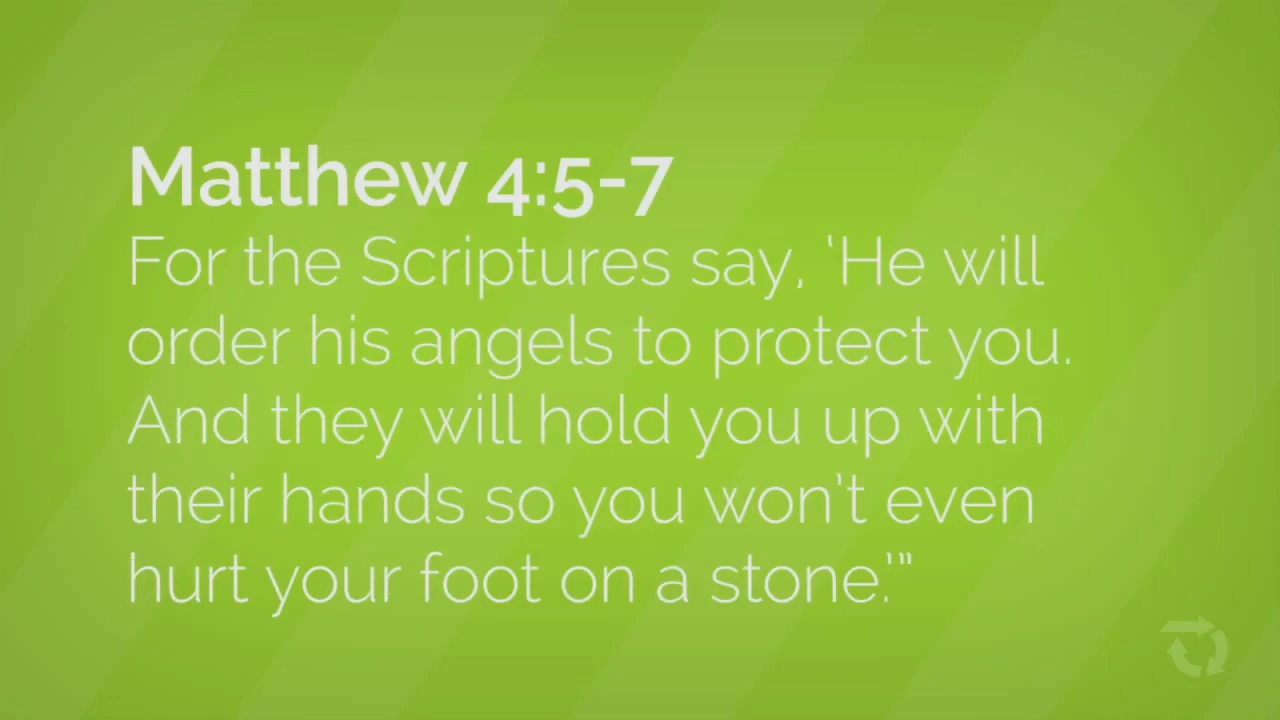 Matthew 4:5-7
For the Scriptures say, ‘He will
order his angels to protect you.
And they will hold you up with
their hands so you won’t even
hurt your foot on a stone.’”